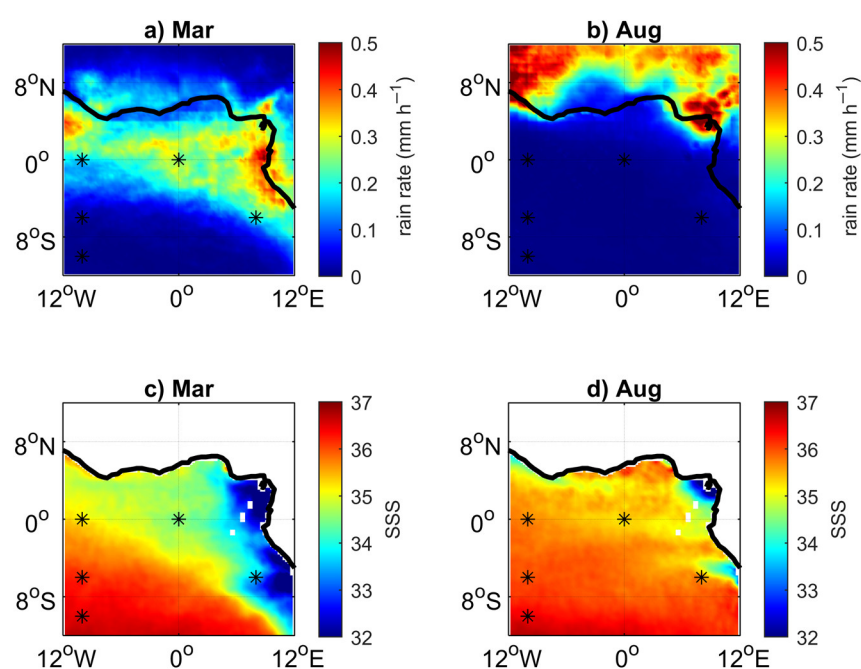 a) Mar
8°N
0°
8°S
12°W
0°
12°E
0.5
0.4
0.3
0.2
0.1
0
rain rate (mm h⁻¹)
b) Aug
8°N
0°
8°S
12°W
0°
12°E
0.5
0.4
0.3
0.2
0.1
0
rain rate (mm h⁻¹)
c) Mar
8°N
0°
8°S
12°W
0°
12°E
37
36
35
34
33
32
SSS
d) Aug
8°N
0°
8°S
12°W
0°
12°E
37
36
35
34
33
32
SSS